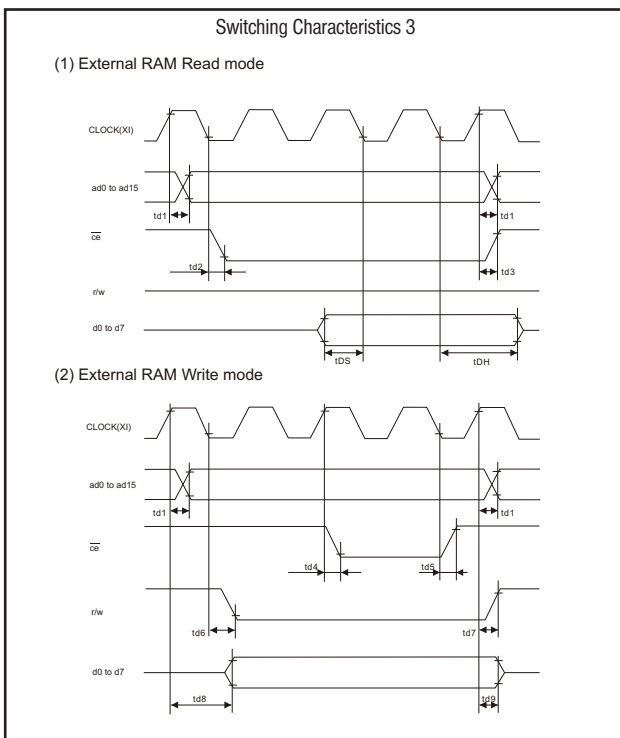 Switching Characteristics 3
(1) External RAM Read mode
CLOCK(XI)
ad0 to ad15
td1
td1
ce
td2
td3
r/w
d0 to d7
tDS
tDH
(2) External RAM Write mode
CLOCK(XI)
ad0 to ad15
td1
td1
ce
td4
td5
r/w
td6
td7
d0 to d7
td8
td9